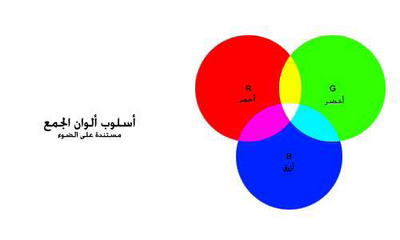 أسلوب ألوان الجمع
مستندة على الضوء
R
أحمر
G
أخضر
B
أزرق